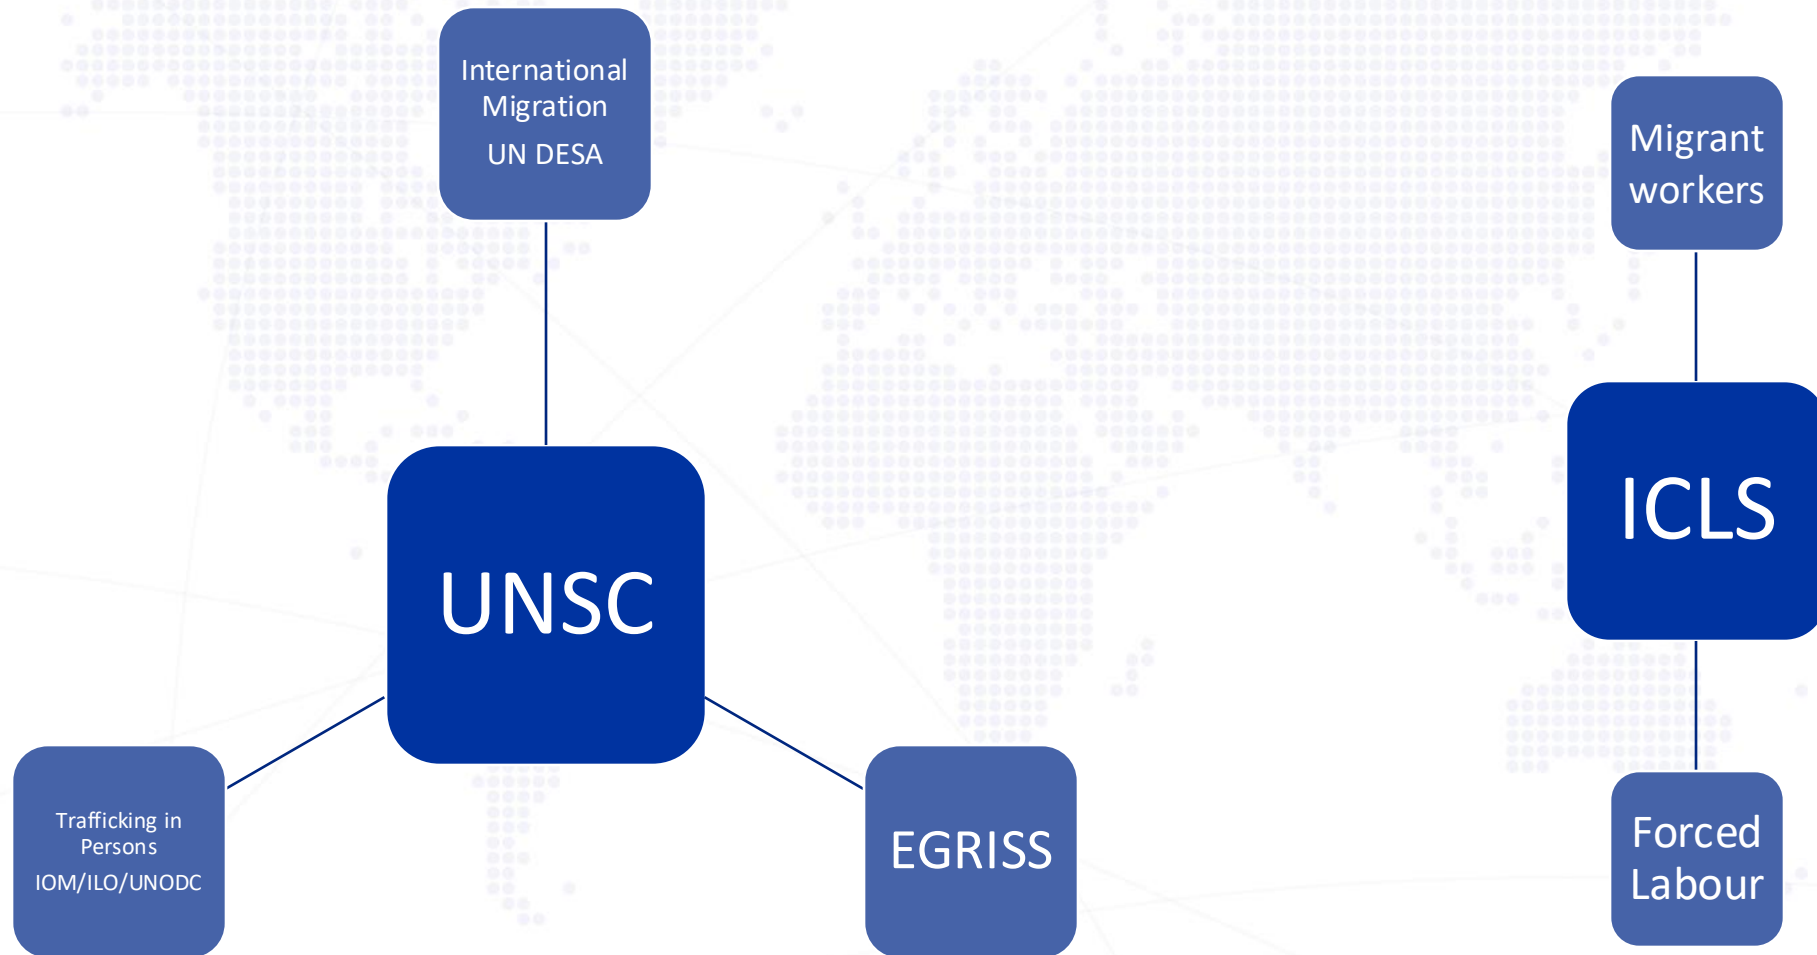 International
Migration
UN DESA
UNSC
Trafficking in
Persons
IOM/ILO/UNODC
EGRISS
Migrant
workers
ICLS
Forced
Labour